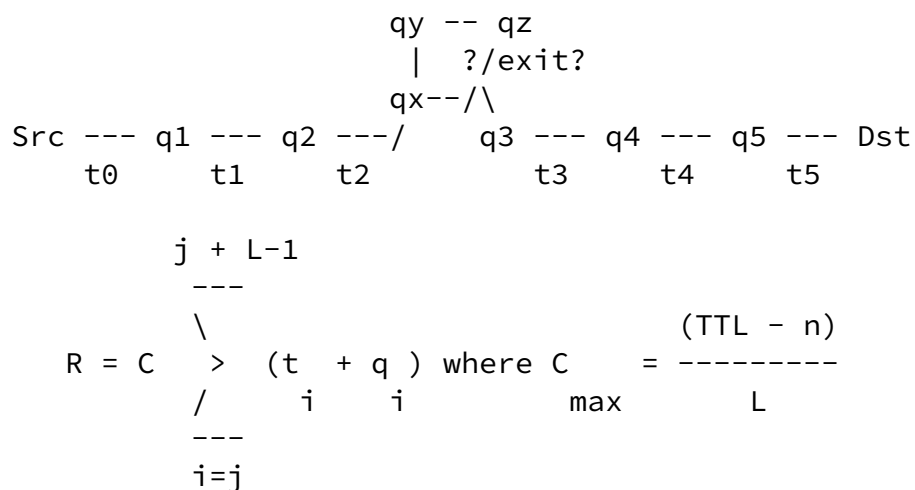 qy -- qz
                         |   ?/exit?
                        qx--/\
Src --- q1 --- q2 ---/     q3 --- q4 --- q5 --- Dst
    t0      t1     t2         t3     t4     t5

          j + L-1
           ---
           \                        (TTL - n)
   R = C    >  (t  + q ) where C    = ---------
           /     i    i         max       L
           ---
           i=j